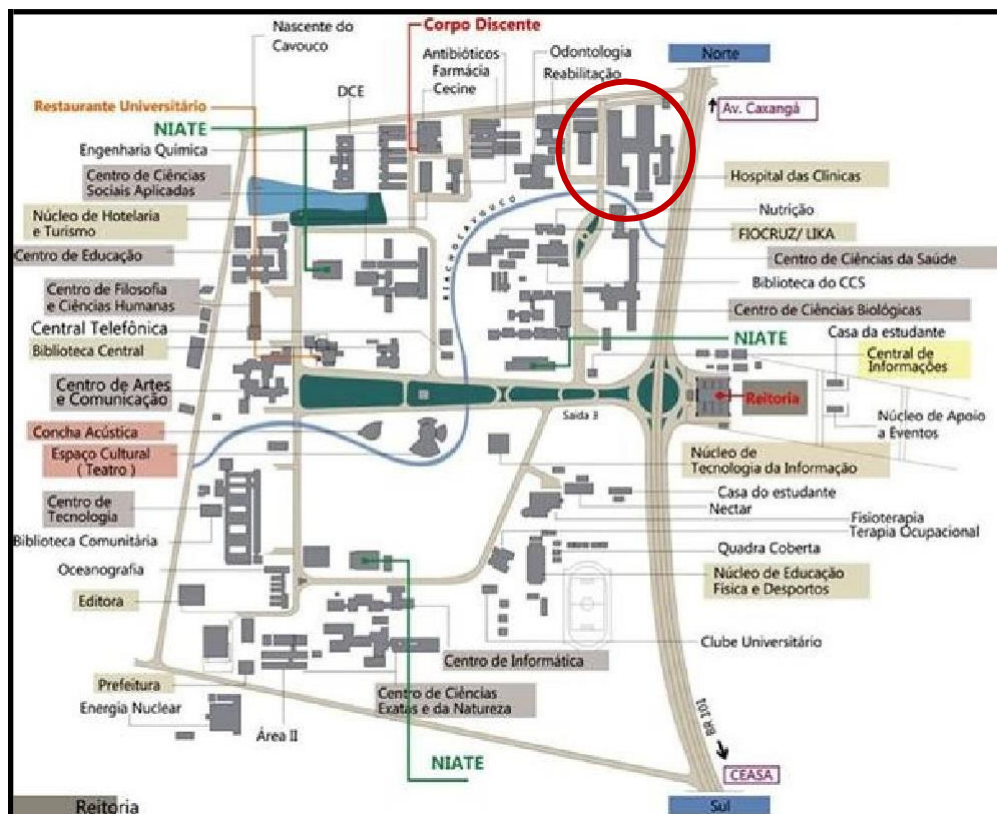 Nascente do
Cavouco
Corpo Discente
Antibióticos
Farmácia
Cecine
Odontologia
Reabilitação
Norte
DCE
Av. Caxangá
Restaurante Universitário
NIATE
Engenharia Química
Centro de Ciências
Sociais Aplicadas
Hospital das Clínicas
Núcleo de Hotelaria
e Turismo
RIACHO CAVOUCO
Nutrição
FIOCRUZ/ LIKA
Centro de Educação
Centro de Ciências da Saúde
Biblioteca do CCS
Centro de Filosofia
e Ciências Humanas
Centro de Ciências Biológicas
Central Telefônica
NIATE
Casa da estudante
Biblioteca Central
Central de
Informações
Centro de Artes
e Comunicação
Reitoria
Saída 3
Núcleo de Apoio
a Eventos
Concha Acústica
Espaço Cultural
( Teatro )
Núcleo de
Tecnologia da Informação
Centro de
Tecnologia
Casa do estudante
Nectar
Fisioterapia
Terapia Ocupacional
Biblioteca Comunitária
Quadra Coberta
Oceanografia
Núcleo de Educação
Física e Desportos
Editora
Clube Universitário
Centro de Informática
Prefeitura
Centro de Ciências
Exatas e da Natureza
Energia Nuclear
Área II
BR 101
NIATE
CEASA
Reitoria
Sul